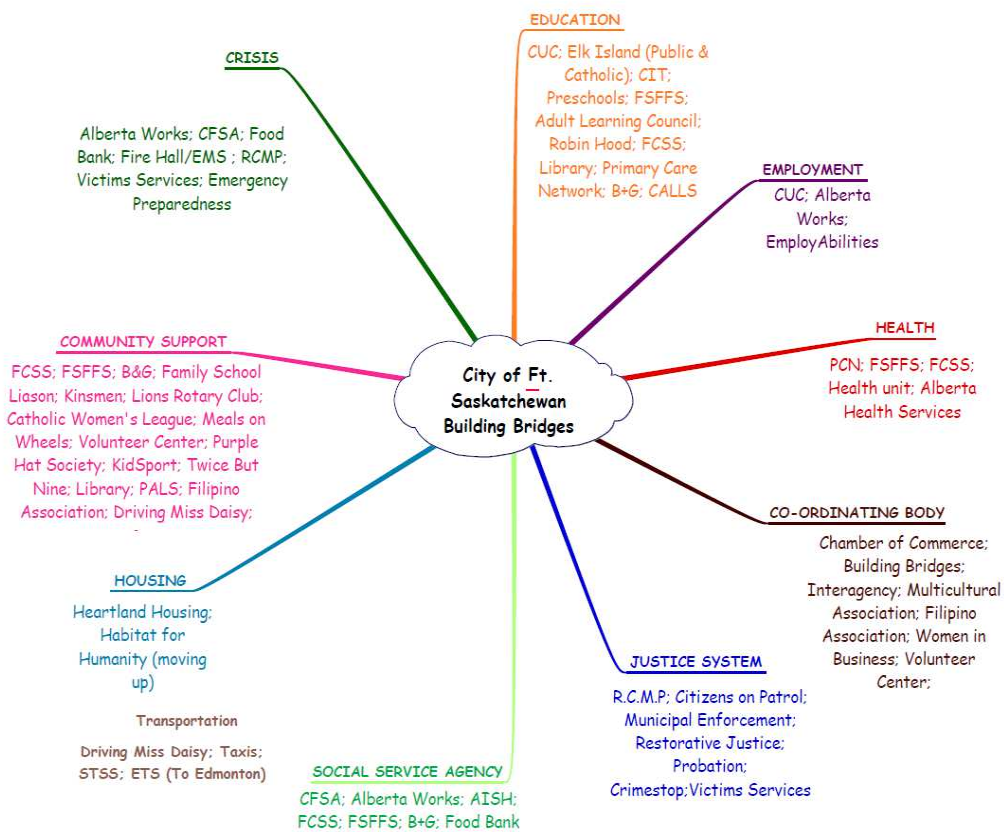 EDUCATION
CUC; Elk Island (Public &
Catholic); CIT;
Preschools; FSFFS;
Adult Learning Council;
Robin Hood; FCSS;
Library; Primary Care
Network; B+G; CALLS
CRISIS
Alberta Works; CFSA; Food
Bank; Fire Hall/EMS ; RCMP;
Victims Services; Emergency
Preparedness
EMPLOYMENT
CUC; Alberta
Works;
EmployAbilities
HEALTH
PCN; FSFFS; FCSS;
Health unit; Alberta
Health Services
COMMUNITY SUPPORT
FCSS; FSFFS; B&G; Family School
Liason; Kinsmen; Lions Rotary Club;
Catholic Women's League; Meals on
Wheels; Volunteer Center; Purple
Hat Society; KidSport; Twice But
Nine; Library; PALS; Filipino
Association; Driving Miss Daisy;
City of Ft.
Saskatchewan
Building Bridges
CO-ORDINATING BODY
Chamber of Commerce;
Building Bridges;
Interagency; Multicultural
Association; Filipino
Association; Women in
Business; Volunteer
Center;
HOUSING
Heartland Housing;
Habitat for
Humanity (moving
up)
JUSTICE SYSTEM
R.C.M.P; Citizens on Patrol;
Municipal Enforcement;
Restorative Justice;
Probation;
Crimestop;Victims Services
Transportation
Driving Miss Daisy; Taxis;
STSS; ETS (To Edmonton)
SOCIAL SERVICE AGENCY
CFSA; Alberta Works; AISH;
FCSS; FSFFS; B+G; Food Bank